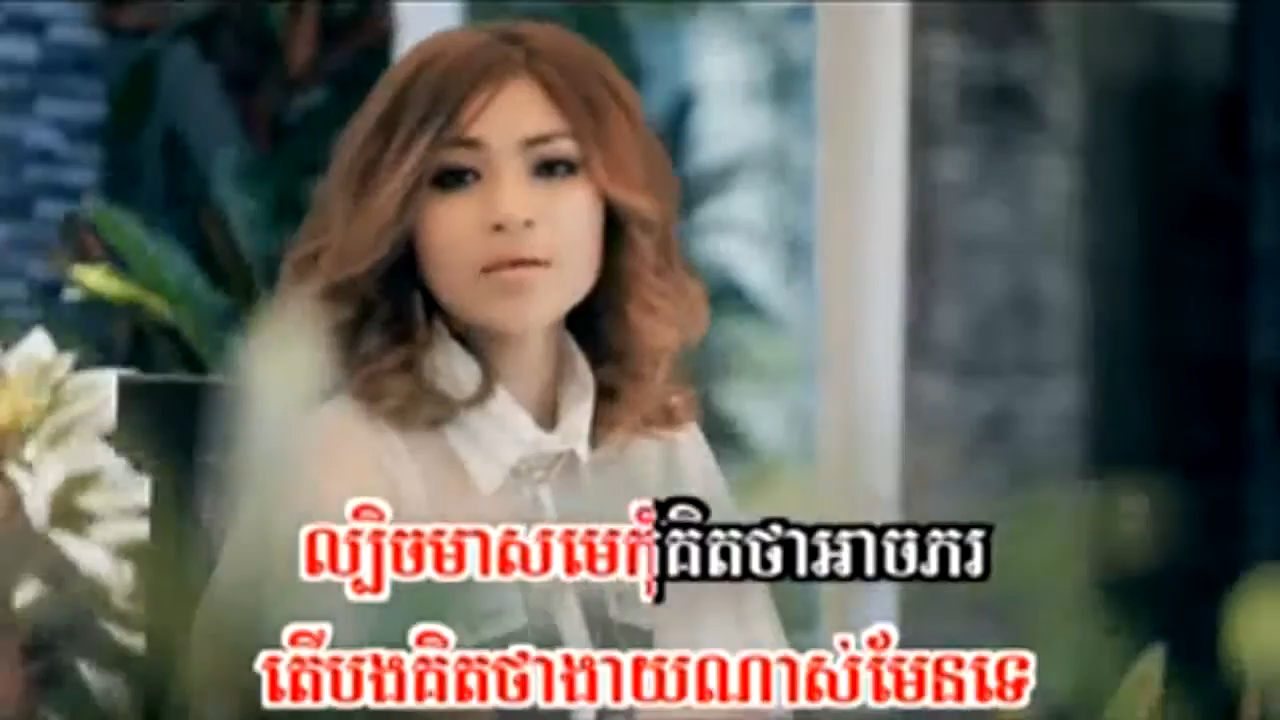 ល្បិចមាសមេកុំគិតថាអាចភរ
តើបងគិតថាងាយណាស់មែនទេ